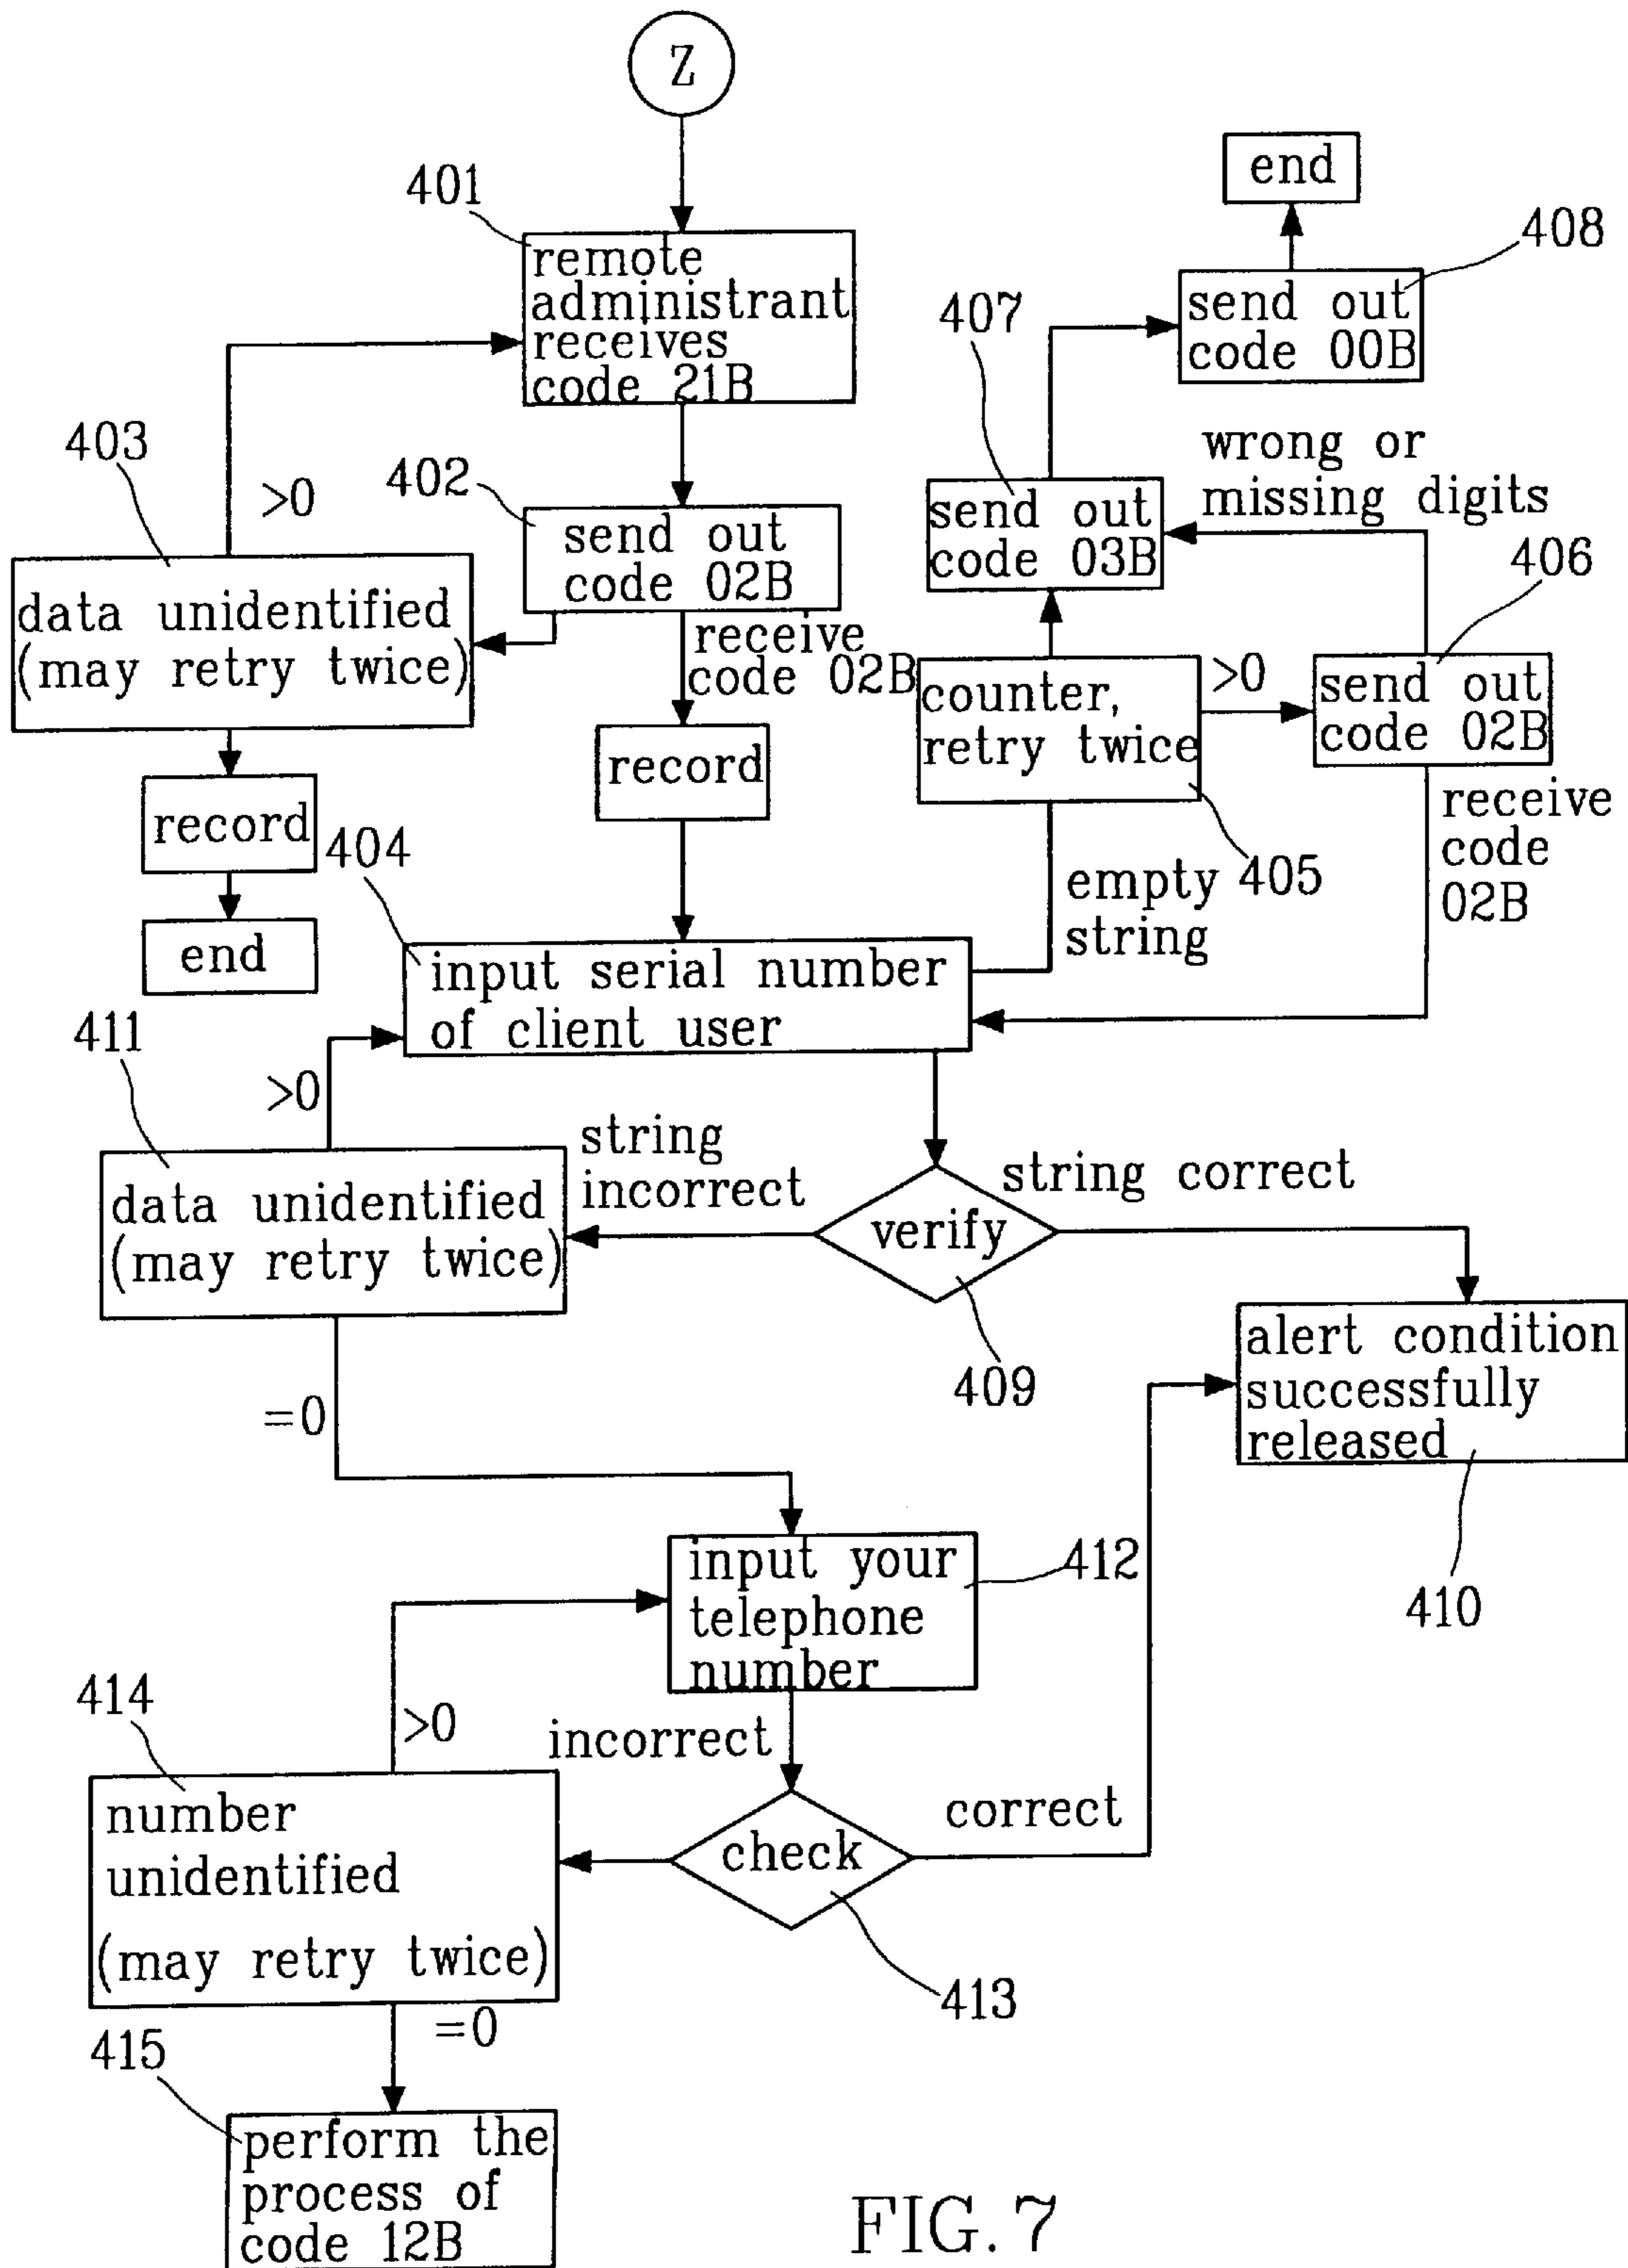 Z
end
401
408
remote
administrant
receives
code 21B
send out
code 00B
407
403
wrong or
missing digits
>0
402
send out
code 02B
send out
code 03B
406
data unidentified
(may retry twice)
receive
code 02B
counter,
retry twice
>0
send out
code 02B
record
record
receive
code
02B
404
405
empty
string
end
input serial number
of client user
411
>0
string
incorrect
string correct
data unidentified
(may retry twice)
verify
409
alert condition
successfully
released
=0
410
input your
telephone
number
412
414
>0
incorrect
correct
number
unidentified
(may retry twice)
check
413
=0
415
perform the
process of
code 12B
FIG. 7